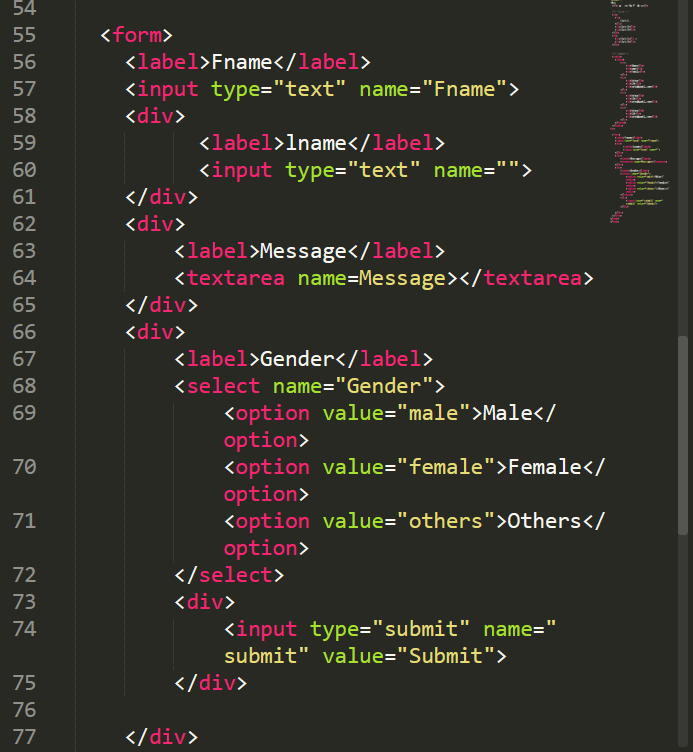 54
55 <form>
56 <label>Fname</label>
57 <input type="text" name="Fname">
58 <div>
59 <label>lname</label>
60 <input type="text" name="">
61 </div>
62 <div>
63 <label>Message</label>
64 <textarea name=Message></textarea>
65 </div>
66 <div>
67 <label>Gender</label>
68 <select name="Gender">
69 <option value="male">Male</
option>
70 <option value="female">Female</
option>
71 <option value="others">Others</
option>
72 </select>
73 <div>
74 <input type="submit" name="
submit" value="Submit">
75 </div>
76
77 </div>